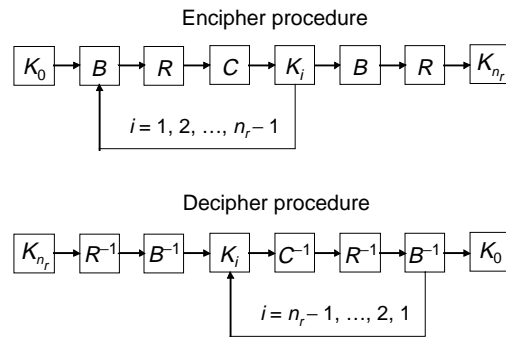 Encipher procedure
K₀ B R C Kᵢ B R Kₙᵣ
i = 1, 2, …, nᵣ – 1
Decipher procedure
Kₙᵣ R⁻¹ B⁻¹ Kᵢ C⁻¹ R⁻¹ B⁻¹ K₀
i = nᵣ – 1, …, 2, 1